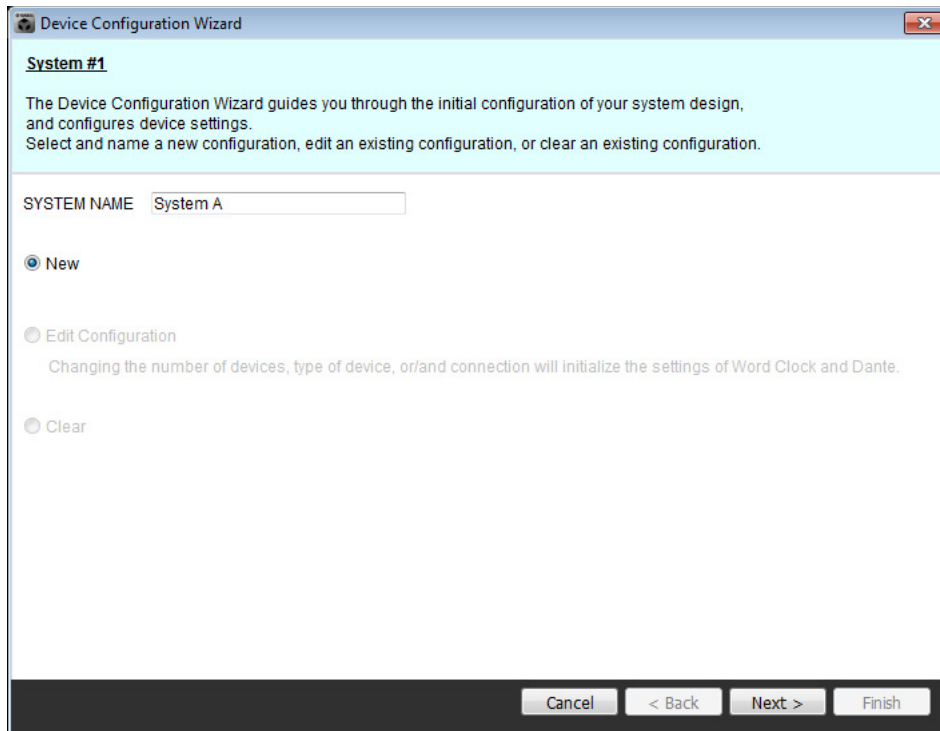 Device Configuration Wizard
System #1
The Device Configuration Wizard guides you through the initial configuration of your system design,
and configures device settings.
Select and name a new configuration, edit an existing configuration, or clear an existing configuration.
SYSTEM NAME System A
New
Edit Configuration
Changing the number of devices, type of device, or/and connection will initialize the settings of Word Clock and Dante.
Clear
Cancel < Back Next > Finish